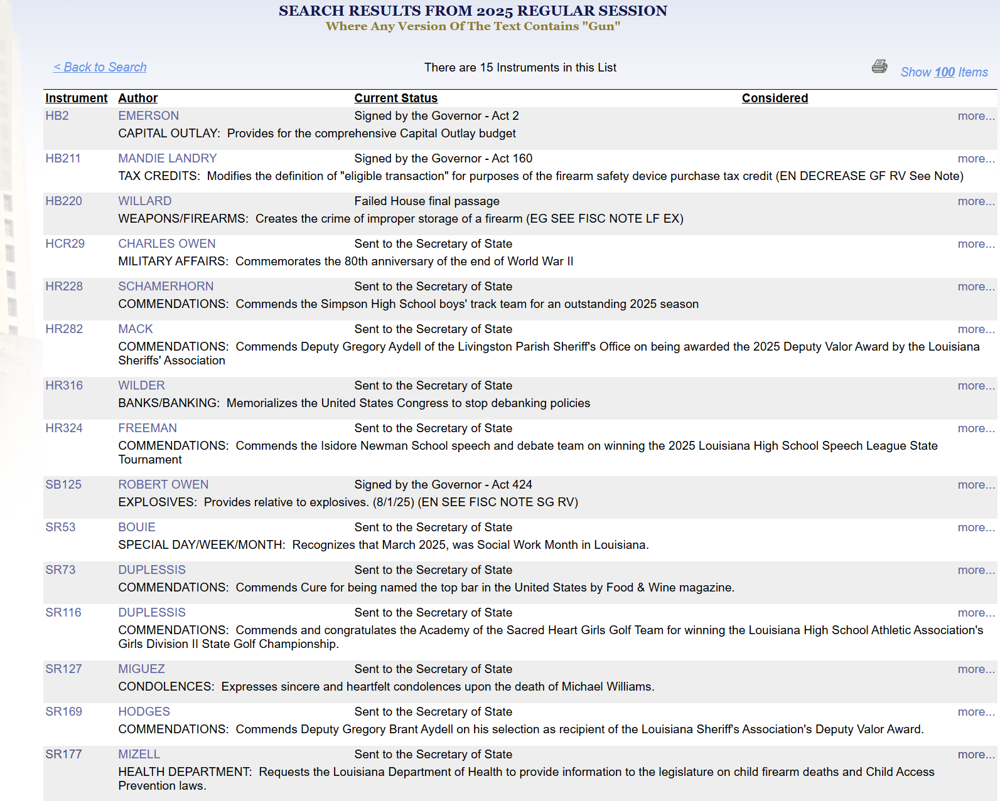 SEARCH RESULTS FROM 2025 REGULAR SESSION
Where Any Version Of The Text Contains "Gun"
< Back to Search
There are 15 Instruments in this List
Show 100 Items
Instrument Author Current Status Considered
HB2 EMERSON Signed by the Governor - Act 2 more...
CAPITAL OUTLAY: Provides for the comprehensive Capital Outlay budget
HB211 MANDIE LANDRY Signed by the Governor - Act 160 more...
TAX CREDITS: Modifies the definition of "eligible transaction" for purposes of the firearm safety device purchase tax credit (EN DECREASE GF RV See Note)
HB220 WILLARD Failed House final passage more...
WEAPONS/FIREARMS: Creates the crime of improper storage of a firearm (EG SEE FISC NOTE LF EX)
HCR29 CHARLES OWEN Sent to the Secretary of State more...
MILITARY AFFAIRS: Commemorates the 80th anniversary of the end of World War II
HR228 SCHAMERHORN Sent to the Secretary of State more...
COMMENDATIONS: Commends the Simpson High School boys' track team for an outstanding 2025 season
HR282 MACK Sent to the Secretary of State more...
COMMENDATIONS: Commends Deputy Gregory Aydell of the Livingston Parish Sheriff's Office on being awarded the 2025 Deputy Valor Award by the Louisiana
Sheriffs' Association
HR316 WILDER Sent to the Secretary of State more...
BANKS/BANKING: Memorializes the United States Congress to stop debanking policies
HR324 FREEMAN Sent to the Secretary of State more...
COMMENDATIONS: Commends the Isidore Newman School speech and debate team on winning the 2025 Louisiana High School Speech League State
Tournament
SB125 ROBERT OWEN Signed by the Governor - Act 424 more...
EXPLOSIVES: Provides relative to explosives. (8/1/25) (EN SEE FISC NOTE SG RV)
SR53 BOUIE Sent to the Secretary of State more...
SPECIAL DAY/WEEK/MONTH: Recognizes that March 2025, was Social Work Month in Louisiana.
SR73 DUPLESSIS Sent to the Secretary of State more...
COMMENDATIONS: Commends Cure for being named the top bar in the United States by Food & Wine magazine.
SR116 DUPLESSIS Sent to the Secretary of State more...
COMMENDATIONS: Commends and congratulates the Academy of the Sacred Heart Girls Golf Team for winning the Louisiana High School Athletic Association's
Girls Division II State Golf Championship.
SR127 MIGUEZ Sent to the Secretary of State more...
CONDOLENCES: Expresses sincere and heartfelt condolences upon the death of Michael Williams.
SR169 HODGES Sent to the Secretary of State more...
COMMENDATIONS: Commends Deputy Gregory Brant Aydell on his selection as recipient of the Louisiana Sheriff's Association's Deputy Valor Award.
SR177 MIZELL Sent to the Secretary of State more...
HEALTH DEPARTMENT: Requests the Louisiana Department of Health to provide information to the legislature on child firearm deaths and Child Access
Prevention laws.